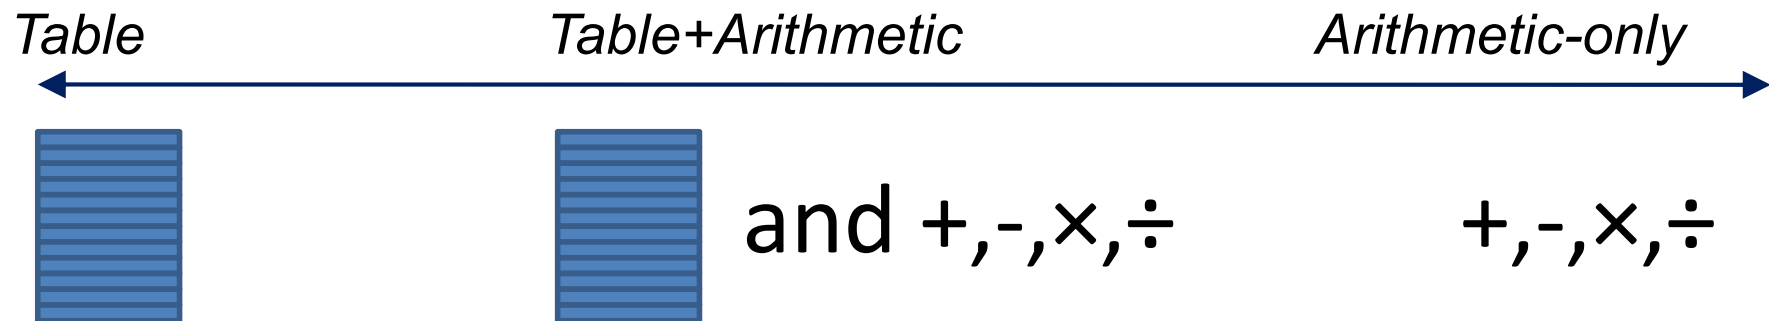 Table Table+Arithmetic Arithmetic-only
and +,-,×,÷ +,-,×,÷